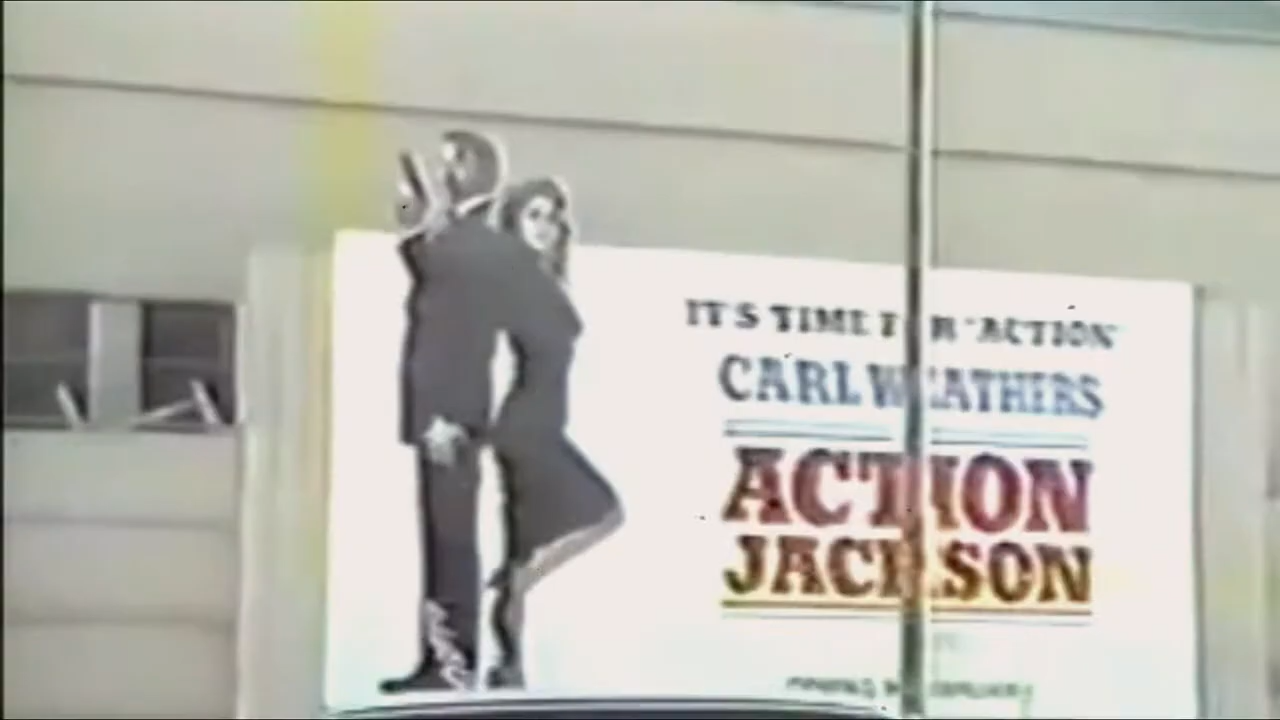 IT'S TIME FOR "ACTION"
CARL WEATHERS
ACTION
JACKSON